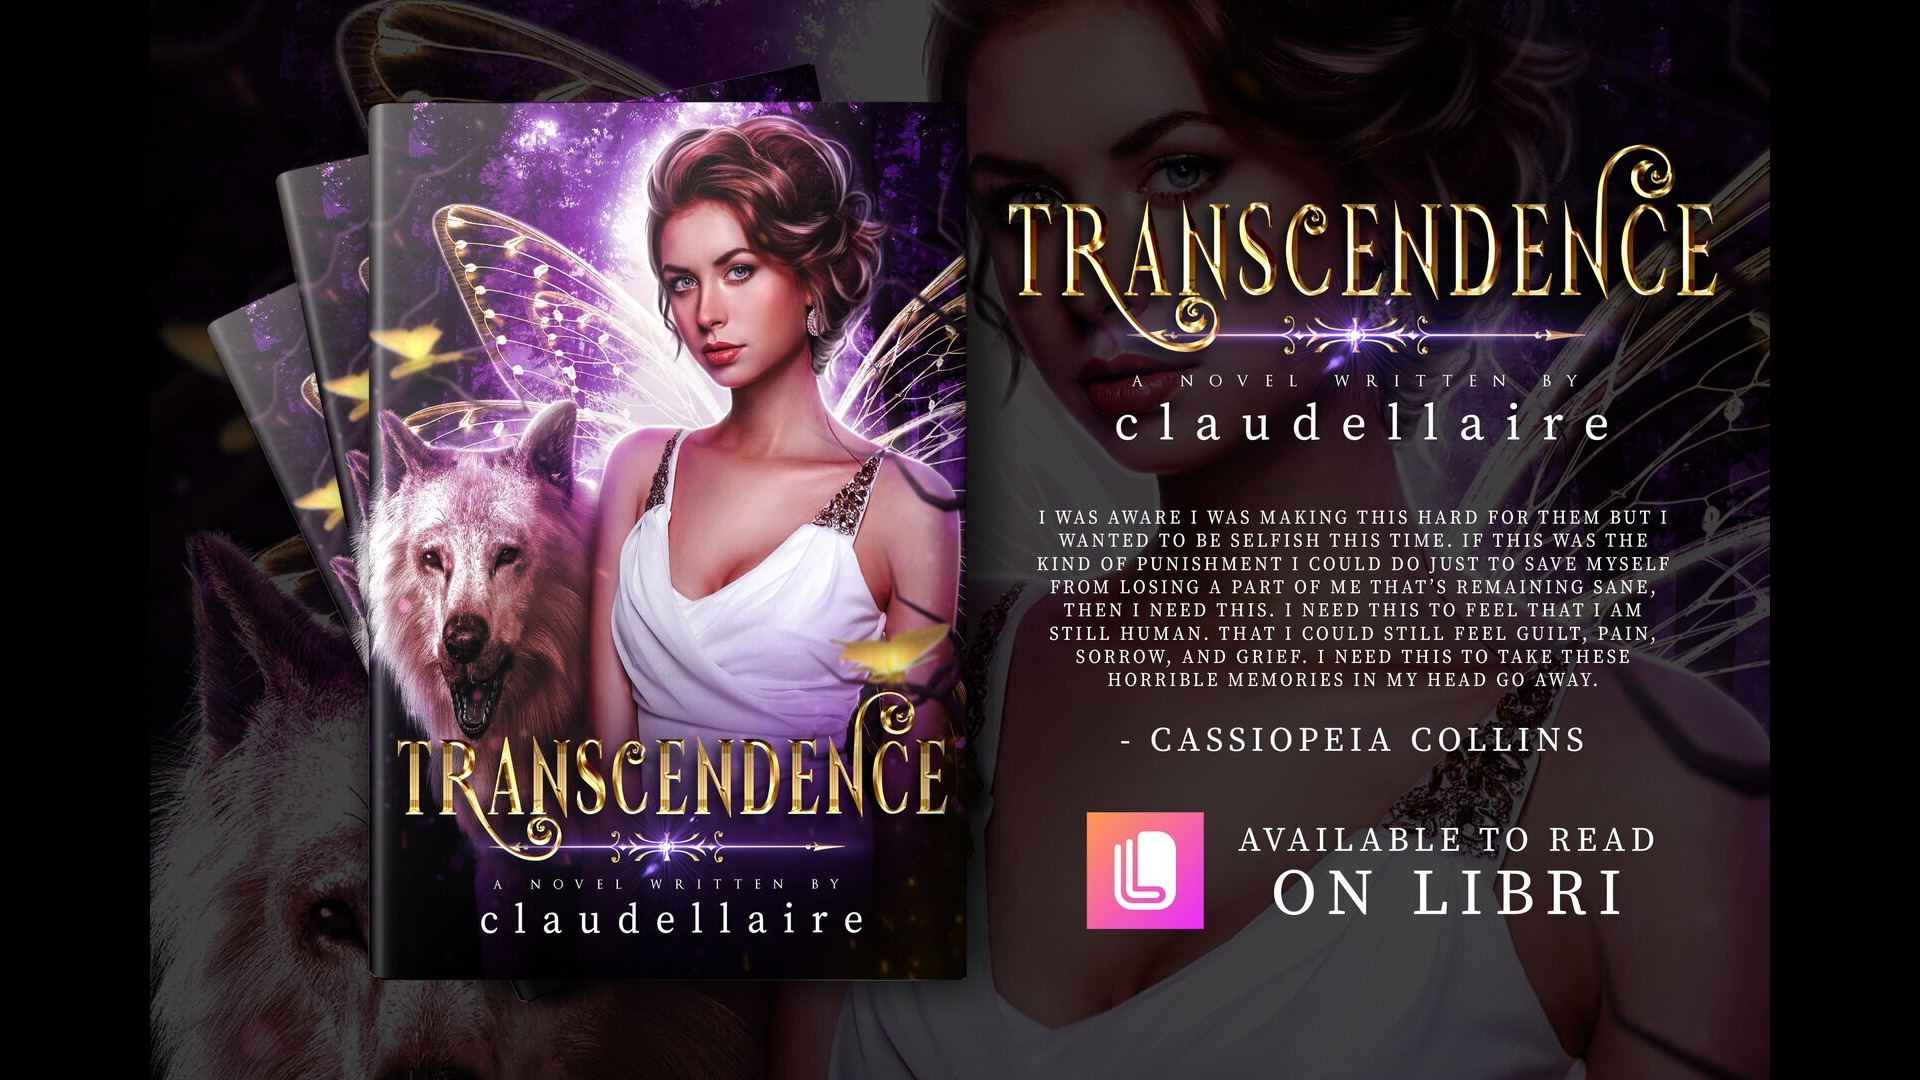 TRANSCENDENCE
A NOVEL WRITTEN BY
claudellaire
TRANSCENDENCE
A NOVEL WRITTEN BY
claudellaire
I WAS AWARE I WAS MAKING THIS HARD FOR THEM BUT I
WANTED TO BE SELFISH THIS TIME. IF THIS WAS THE
KIND OF PUNISHMENT I COULD DO JUST TO SAVE MYSELF
FROM LOSING A PART OF ME THAT’S REMAINING SANE,
THEN I NEED THIS. I NEED THIS TO FEEL THAT I AM
STILL HUMAN. THAT I COULD STILL FEEL GUILT, PAIN,
SORROW, AND GRIEF. I NEED THIS TO TAKE THESE
HORRIBLE MEMORIES IN MY HEAD GO AWAY.
- CASSIOPEIA COLLINS
AVAILABLE TO READ
ON LIBRI